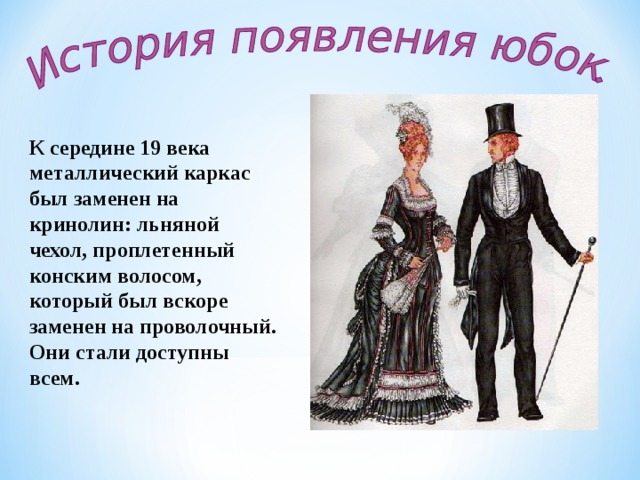 История появления юбок.
К середине 19 века
металлический каркас
был заменен на
кринолин: льняной
чехол, проплетенный
конским волосом,
который был вскоре
заменен на проволочный.
Они стали доступны
всем.